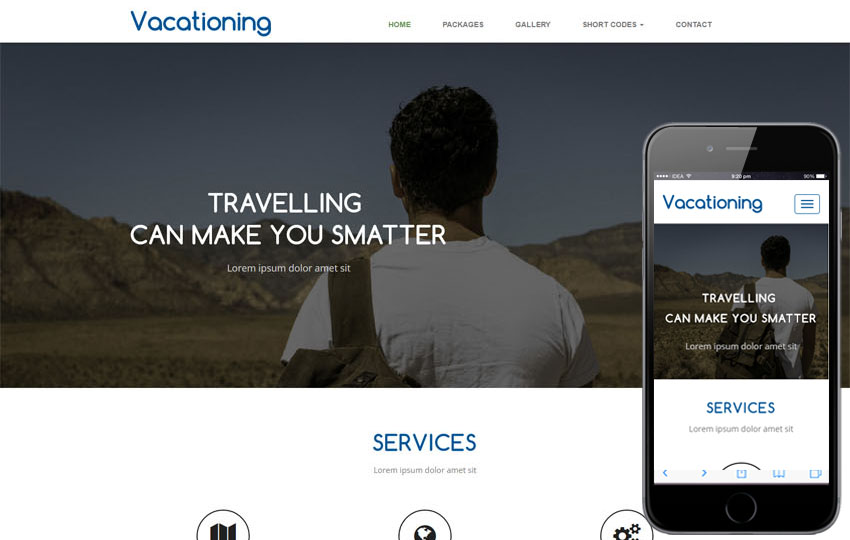 Vacationing
HOME PACKAGES GALLERY SHORT CODES CONTACT
TRAVELLING
CAN MAKE YOU SMATTER
Lorem ipsum dolor amet sit
SERVICES
Lorem ipsum dolor amet sit
IDEA 9:20 pm 90%
Vacationing
TRAVELLING
CAN MAKE YOU SMATTER
Lorem ipsum dolor amet sit
SERVICES
Lorem ipsum dolor amet sit